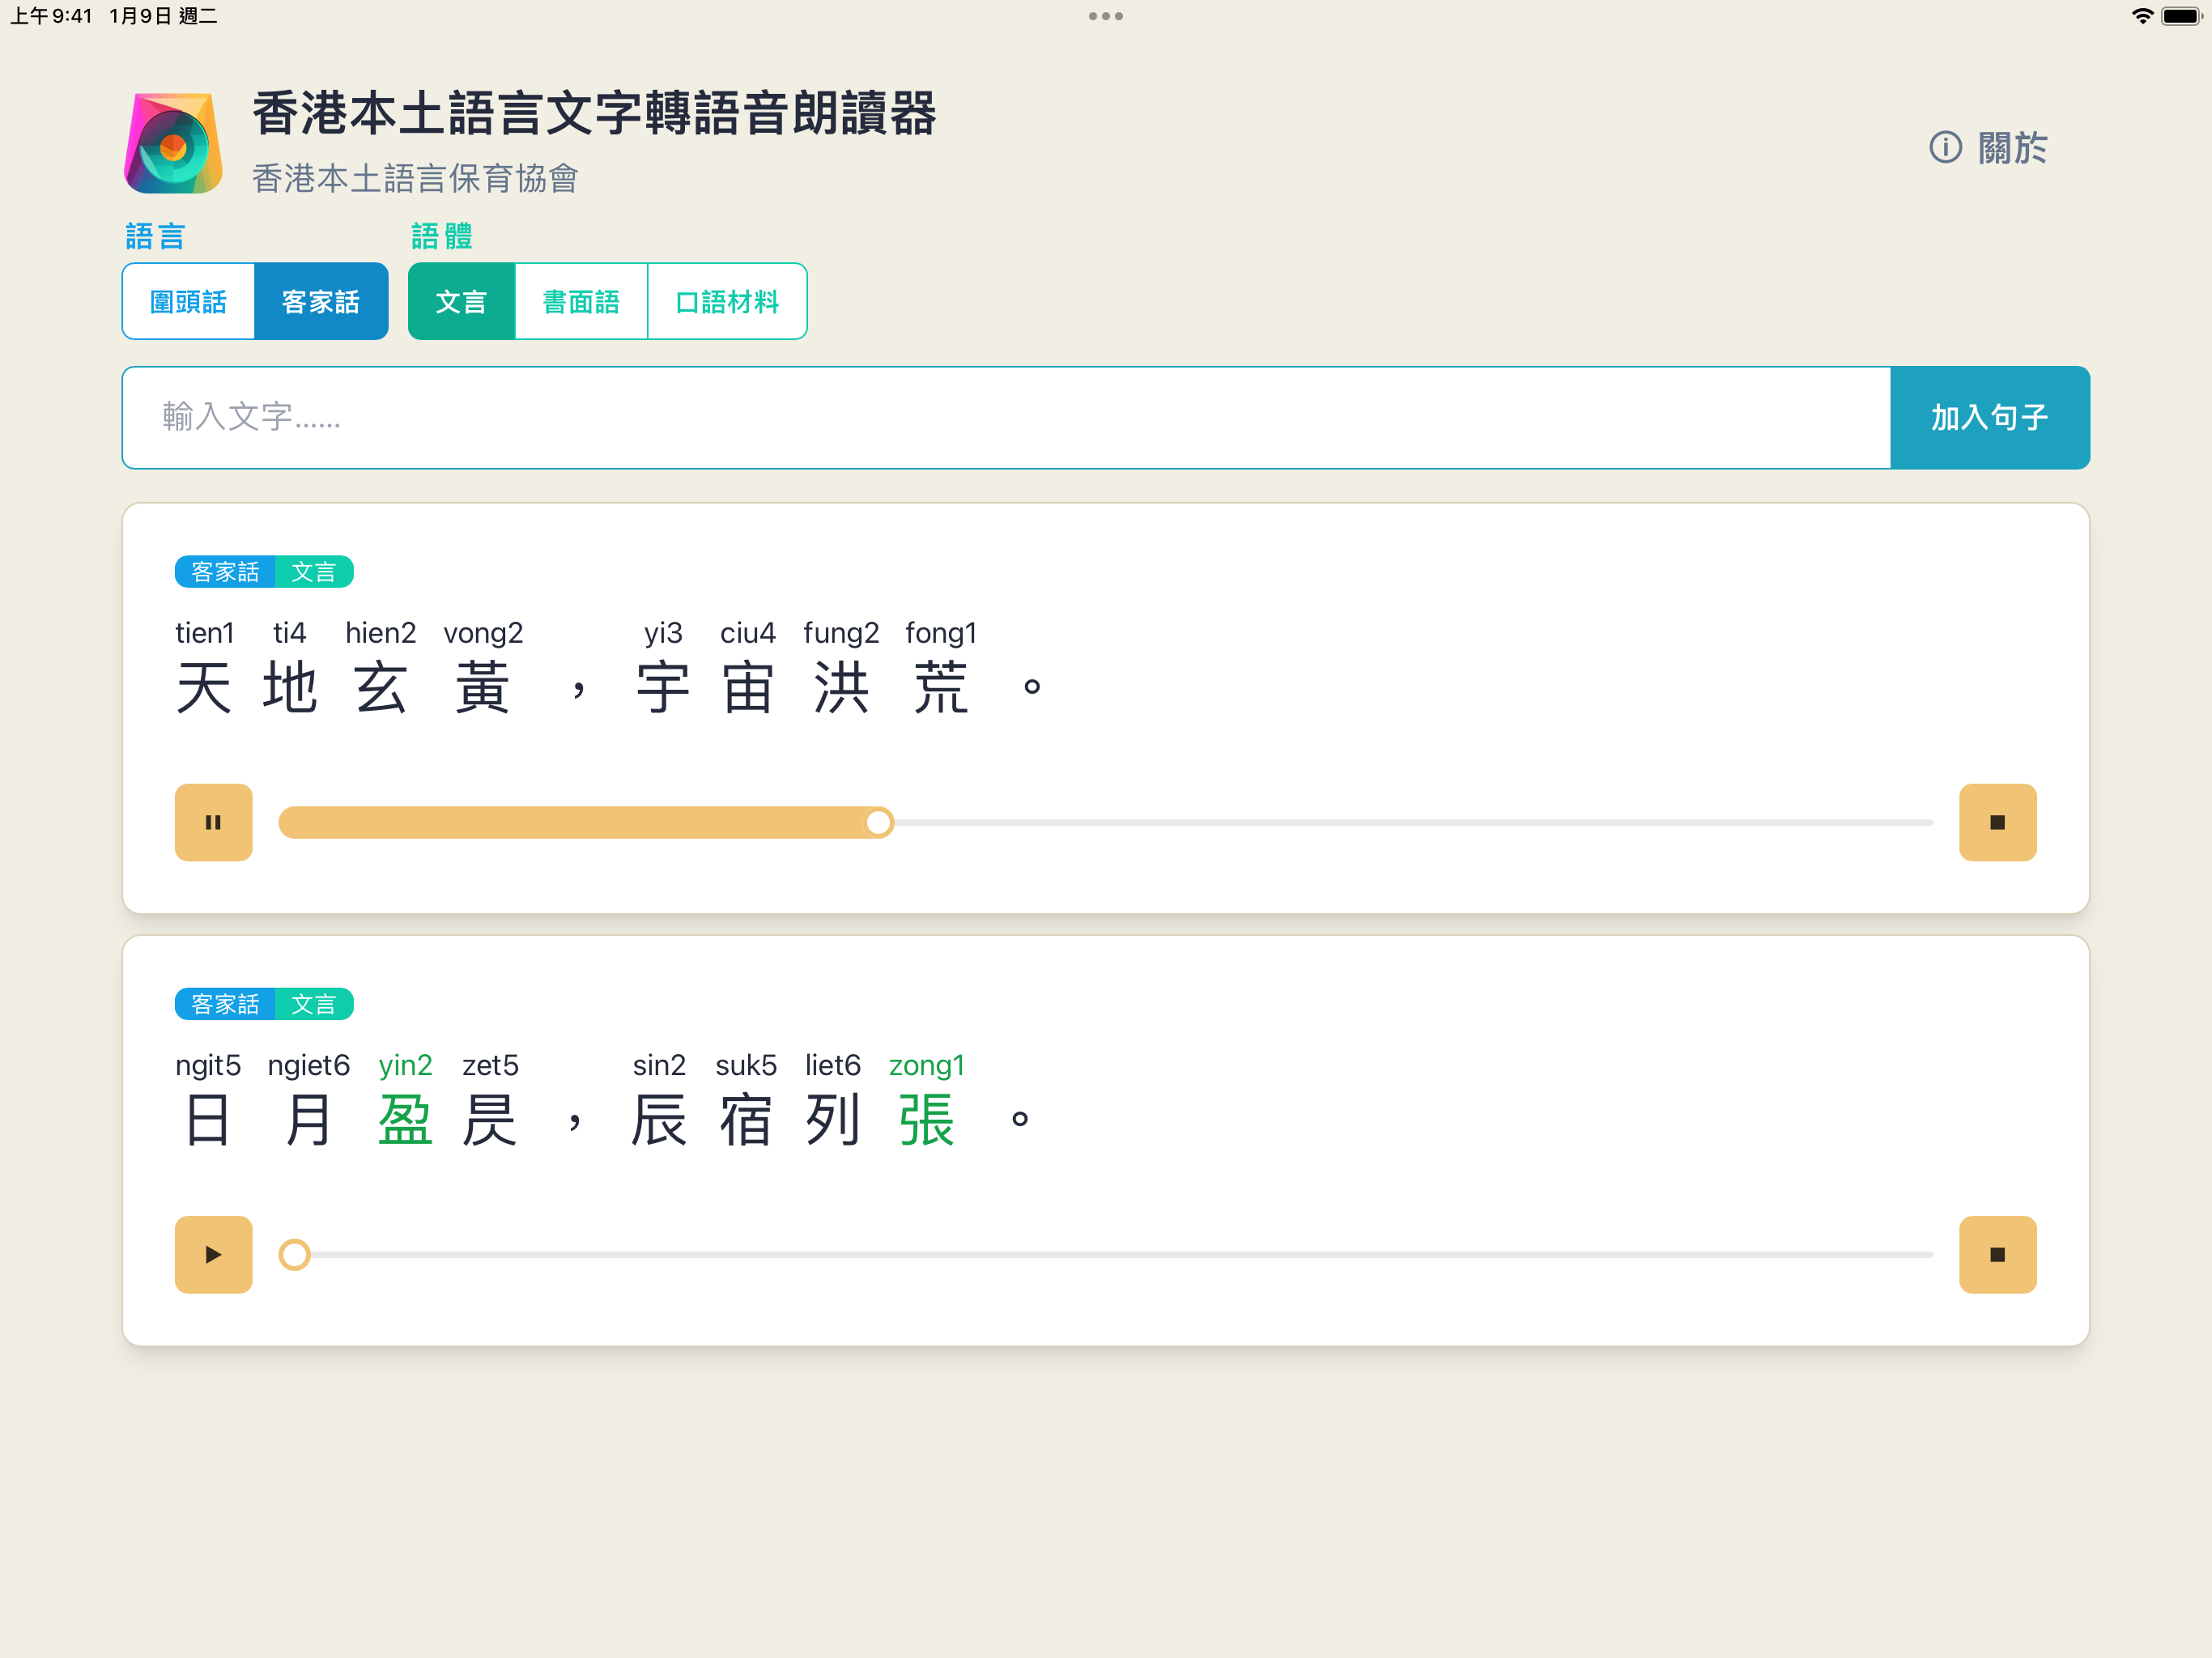 上午9:41 1月9日 週二
香港本土語言文字轉語音朗讀器
香港本土語言保育協會
關於
語言 語體
圍頭話 客家話 文言 書面語 口語材料
輸入文字…… 加入句子
客家話 文言
tien1 ti4 hien2 vong2 yi3 ciu4 fung2 fong1
天地玄黃，宇宙洪荒。
客家話 文言
ngit5 ngiet6 yin2 zet5 sin2 suk5 liet6 zong1
日月盈昃，辰宿列張。